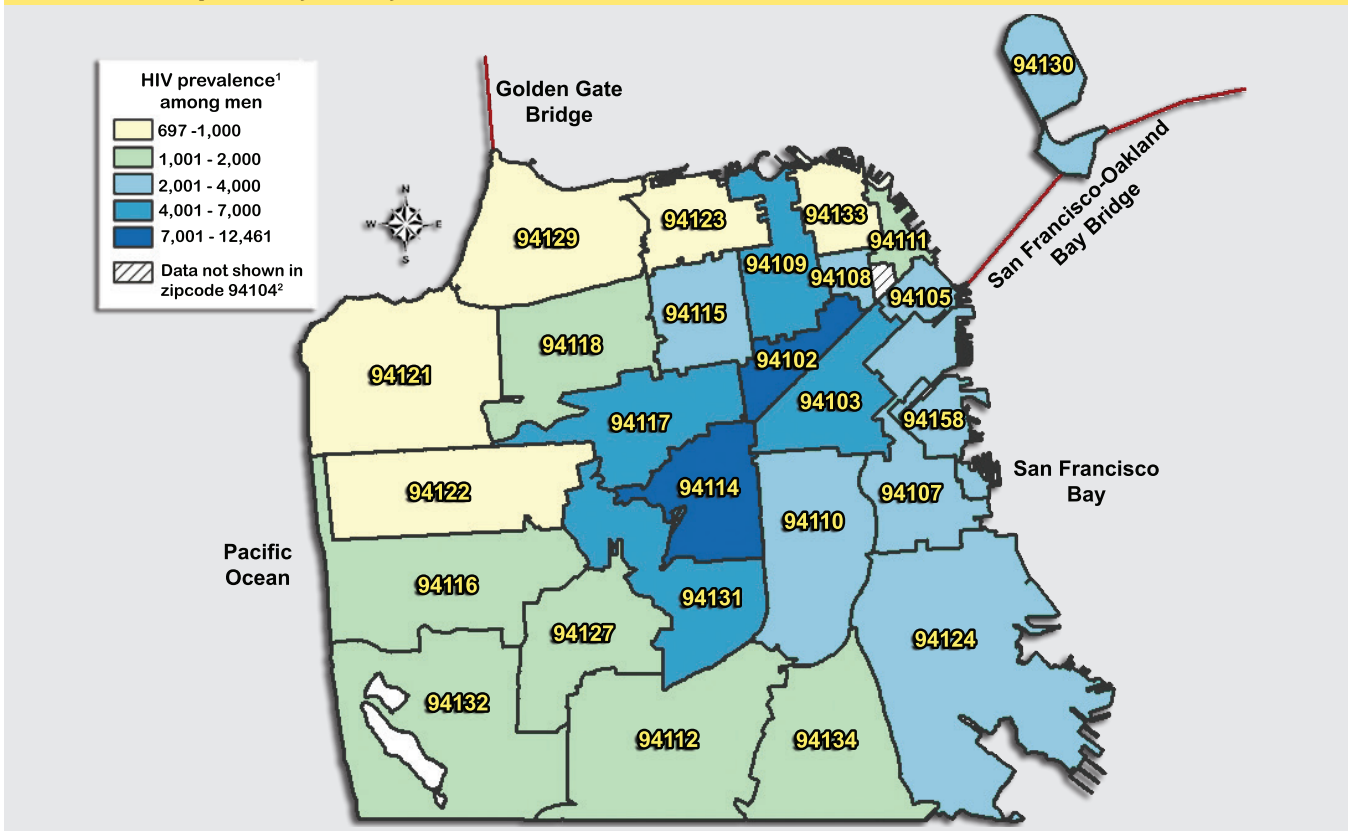 HIV prevalence¹
among men
697 -1,000
1,001 - 2,000
2,001 - 4,000
4,001 - 7,000
7,001 - 12,461
Data not shown in
zipcode 94104²
Golden Gate
Bridge
94130
San Francisco-Oakland
Bay Bridge
N
W
E
S
94129
94123
94133
94111
94109
94108
94105
94115
94118
94102
94121
94103
94117
94158
94122
94114
94107
94110
San Francisco
Bay
Pacific
Ocean
94116
94131
94127
94124
94132
94112
94134